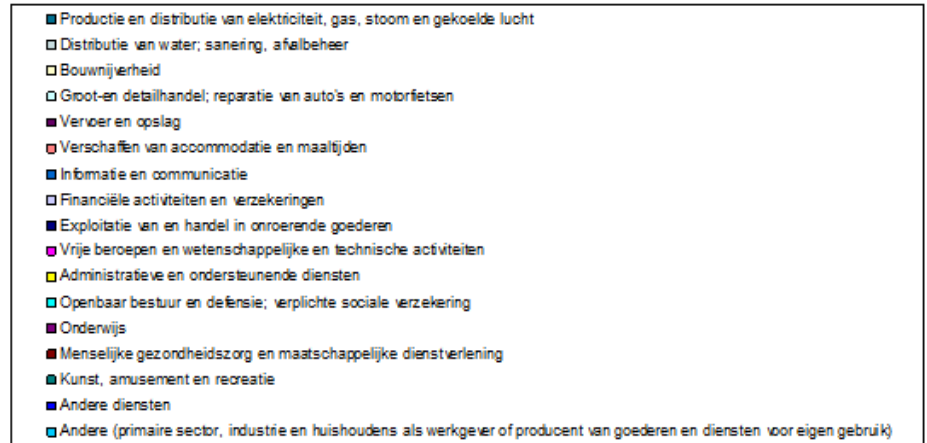 Productie en distributie van elektriciteit, gas, stoom en gekoelde lucht
Distributie van water; sanering, afvalbeheer
Bouwnijverheid
Groot-en detailhandel; reparatie van auto's en motorfietsen
Vervoer en opslag
Verschaffen van accommodatie en maaltijden
Informatie en communicatie
Financiële activiteiten en verzekeringen
Exploitatie van en handel in onroerende goederen
Vrije beroepen en wetenschappelijke en technische activiteiten
Administratieve en ondersteunende diensten
Openbaar bestuur en defensie; verplichte sociale verzekering
Onderwijs
Menselijke gezondheidszorg en maatschappelijke dienstverlening
Kunst, amusement en recreatie
Andere diensten
Andere (primaire sector, industrie en huishoudens als werkgever of producent van goederen en diensten voor eigen gebruik)